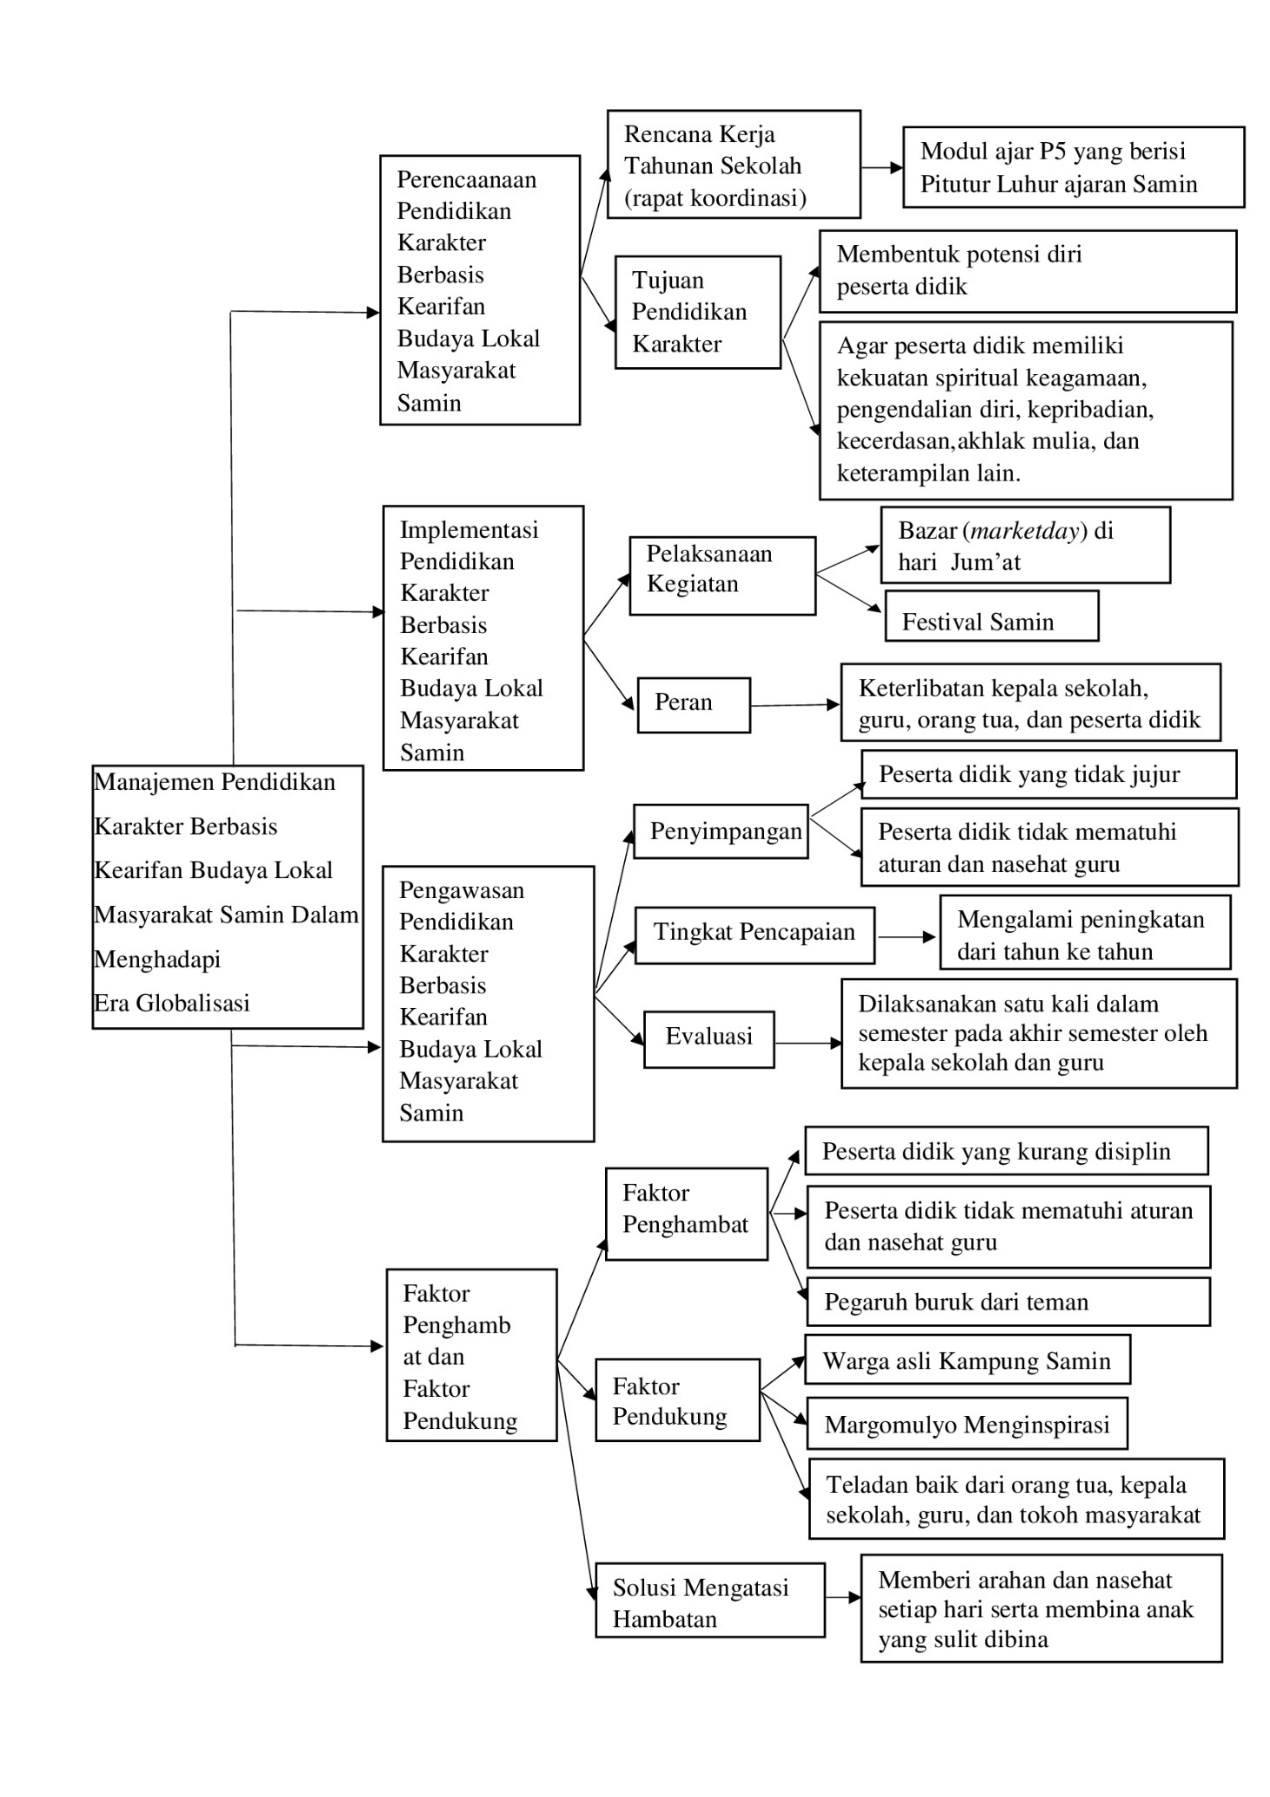 Rencana Kerja
Tahunan Sekolah
(rapat koordinasi)
Modul ajar P5 yang berisi
Pitutur Luhur ajaran Samin
Perencaanaan
Pendidikan
Karakter
Berbasis
Kearifan
Budaya Lokal
Masyarakat
Samin
Tujuan
Pendidikan
Karakter
Membentuk potensi diri
peserta didik
Agar peserta didik memiliki
kekuatan spiritual keagamaan,
pengendalian diri, kepribadian,
kecerdasan,akhlak mulia, dan
keterampilan lain.
Implementasi
Pendidikan
Karakter
Berbasis
Kearifan
Budaya Lokal
Masyarakat
Samin
Pelaksanaan
Kegiatan
Bazar (marketday) di
hari Jum’at
Festival Samin
Peran
Keterlibatan kepala sekolah,
guru, orang tua, dan peserta didik
Manajemen Pendidikan
Karakter Berbasis
Kearifan Budaya Lokal
Masyarakat Samin Dalam
Menghadapi
Era Globalisasi
Pengawasan
Pendidikan
Karakter
Berbasis
Kearifan
Budaya Lokal
Masyarakat
Samin
Penyimpangan
Peserta didik yang tidak jujur
Peserta didik tidak mematuhi
aturan dan nasehat guru
Tingkat Pencapaian
Mengalami peningkatan
dari tahun ke tahun
Evaluasi
Dilaksanakan satu kali dalam
semester pada akhir semester oleh
kepala sekolah dan guru
Faktor
Penghamb
at dan
Faktor
Pendukung
Faktor
Penghambat
Peserta didik yang kurang disiplin
Peserta didik tidak mematuhi aturan
dan nasehat guru
Pegaruh buruk dari teman
Faktor
Pendukung
Warga asli Kampung Samin
Margomulyo Menginspirasi
Teladan baik dari orang tua, kepala
sekolah, guru, dan tokoh masyarakat
Solusi Mengatasi
Hambatan
Memberi arahan dan nasehat
setiap hari serta membina anak
yang sulit dibina